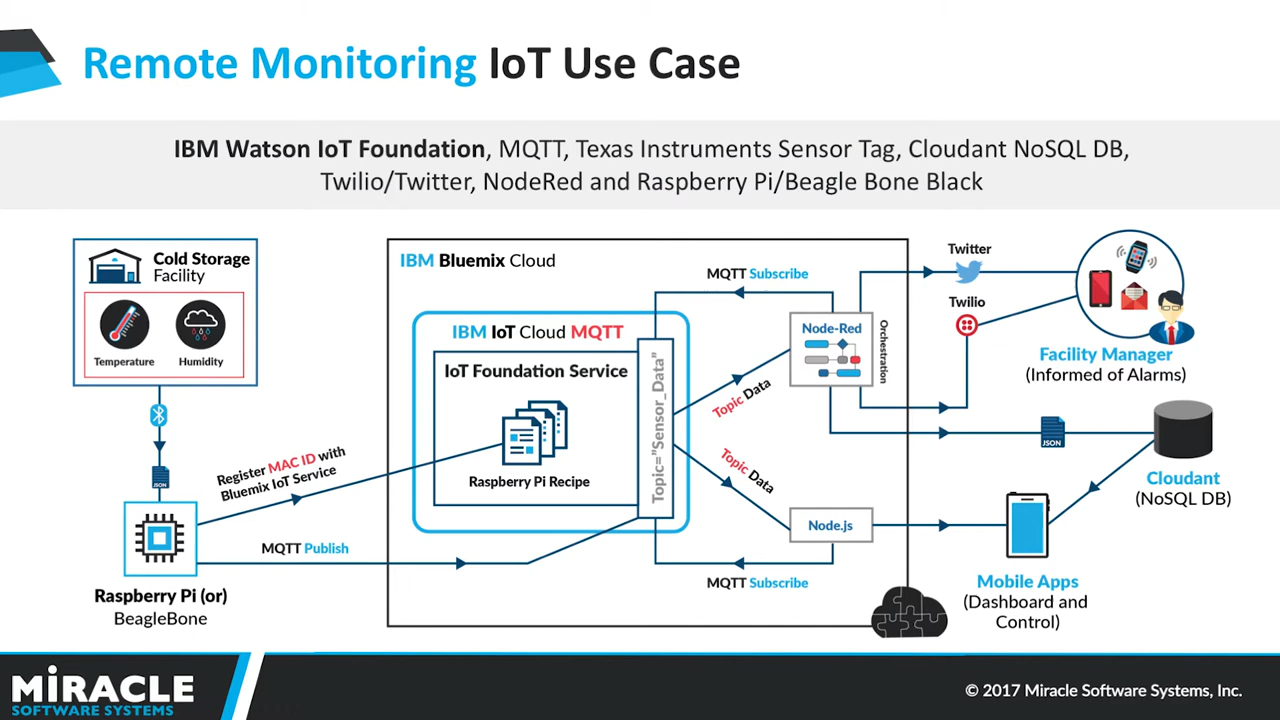 Remote Monitoring IoT Use Case
IBM Watson IoT Foundation, MQTT, Texas Instruments Sensor Tag, Cloudant NoSQL DB,
Twilio/Twitter, NodeRed and Raspberry Pi/Beagle Bone Black
Cold Storage
Facility
Temperature
Humidity
JSON
Raspberry Pi (or)
BeagleBone
Register MAC ID with
Bluemix IoT Service
MQTT Publish
IBM Bluemix Cloud
IBM IoT Cloud MQTT
IoT Foundation Service
Raspberry Pi Recipe
Topic="Sensor_Data"
MQTT Subscribe
Topic Data
Topic Data
MQTT Subscribe
Node-Red
Orchestration
Node.js
Twitter
Twilio
Facility Manager
(Informed of Alarms)
JSON
Cloudant
(NoSQL DB)
Mobile Apps
(Dashboard and
Control)
MiRACLE
SOFTWARE SYSTEMS
© 2017 Miracle Software Systems, Inc.